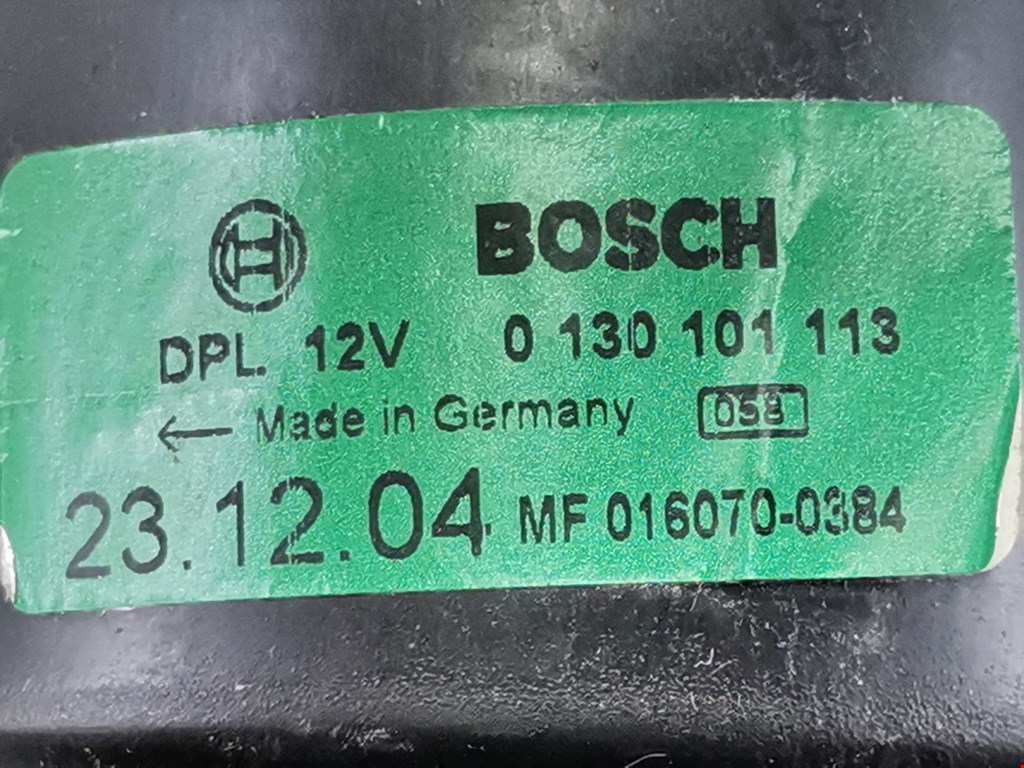 BOSCH
DPL. 12V 0 130 101 113
← Made in Germany 058
23.12.04 MF 016070-0384